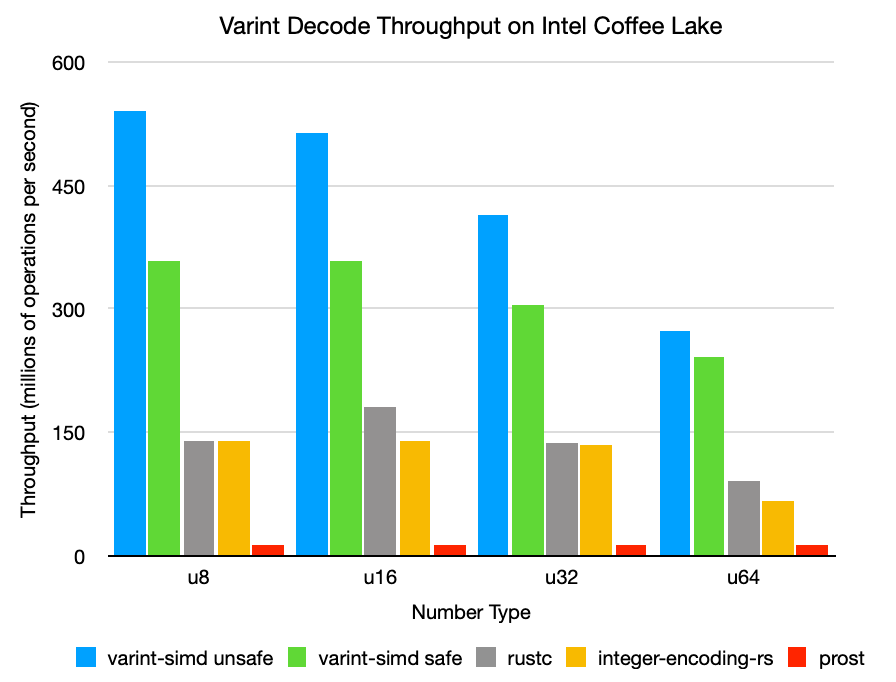 Varint Decode Throughput on Intel Coffee Lake
Throughput (millions of operations per second)
600
450
300
150
0
u8 u16 u32 u64
Number Type
varint-simd unsafe varint-simd safe rustc integer-encoding-rs prost